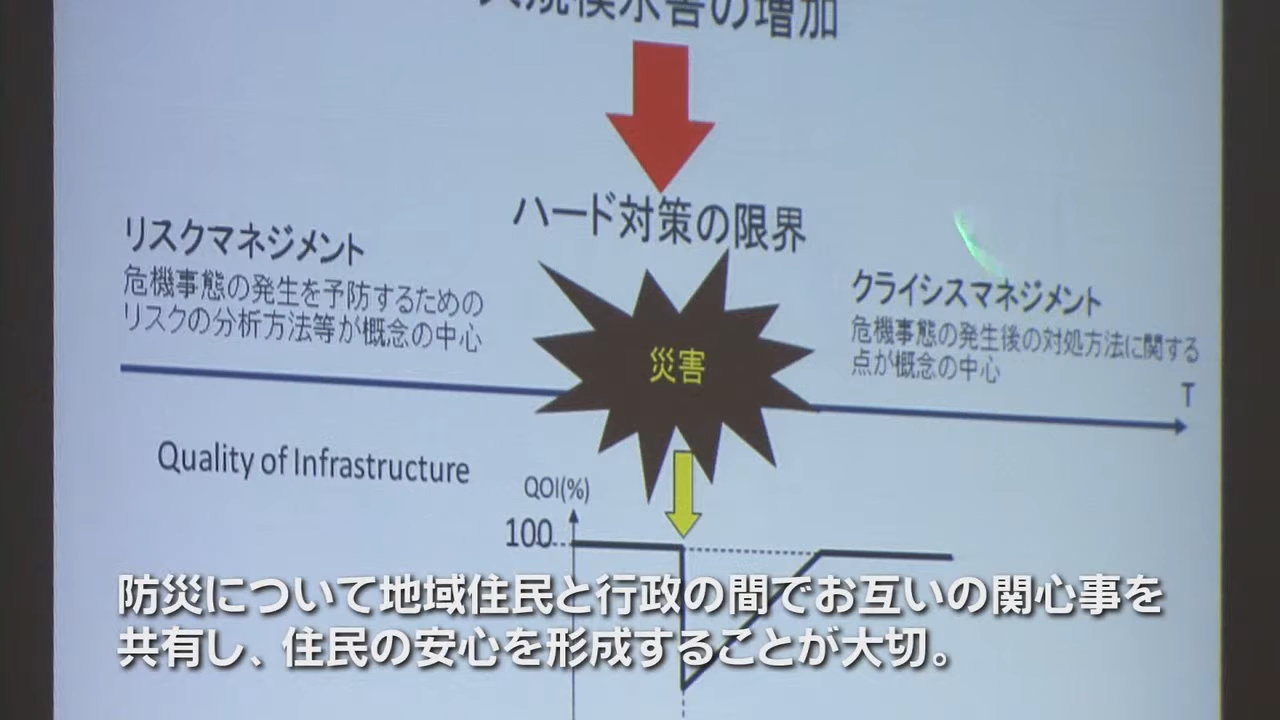 大規模水害の増加
ハード対策の限界
リスクマネジメント
危機事態の発生を予防するための
リスクの分析方法等が概念の中心
クライシスマネジメント
危機事態の発生後の対処方法に関する
点が概念の中心
災害
T
Quality of Infrastructure
QOI(%)
100
防災について地域住民と行政の間でお互いの関心事を
共有し、住民の安心を形成することが大切。